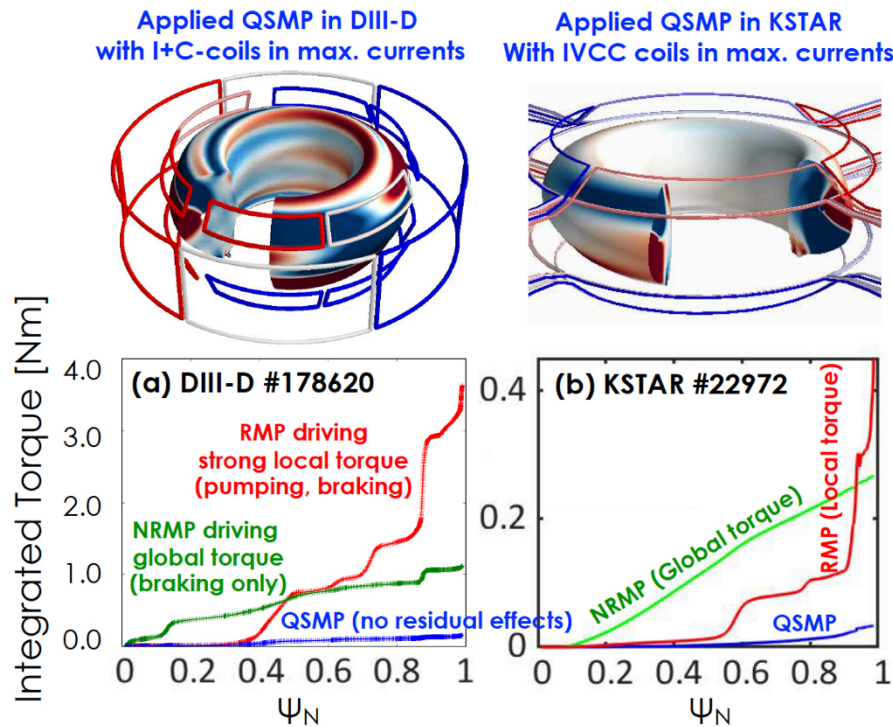 Applied QSMP in DIII-D
with I+C-coils in max. currents
Applied QSMP in KSTAR
With IVCC coils in max. currents
Integrated Torque [Nm]
4.0
3.0
2.0
1.0
0.0
(a) DIII-D #178620
RMP driving
strong local torque
(pumping, braking)
NRMP driving
global torque
(braking only)
QSMP (no residual effects)
0
0.2
0.4
0.6
0.8
1
ΨN
0.4
0.2
0
(b) KSTAR #22972
NRMP (Global torque)
RMP (Local torque)
QSMP
0
0.2
0.4
0.6
0.8
1
ΨN